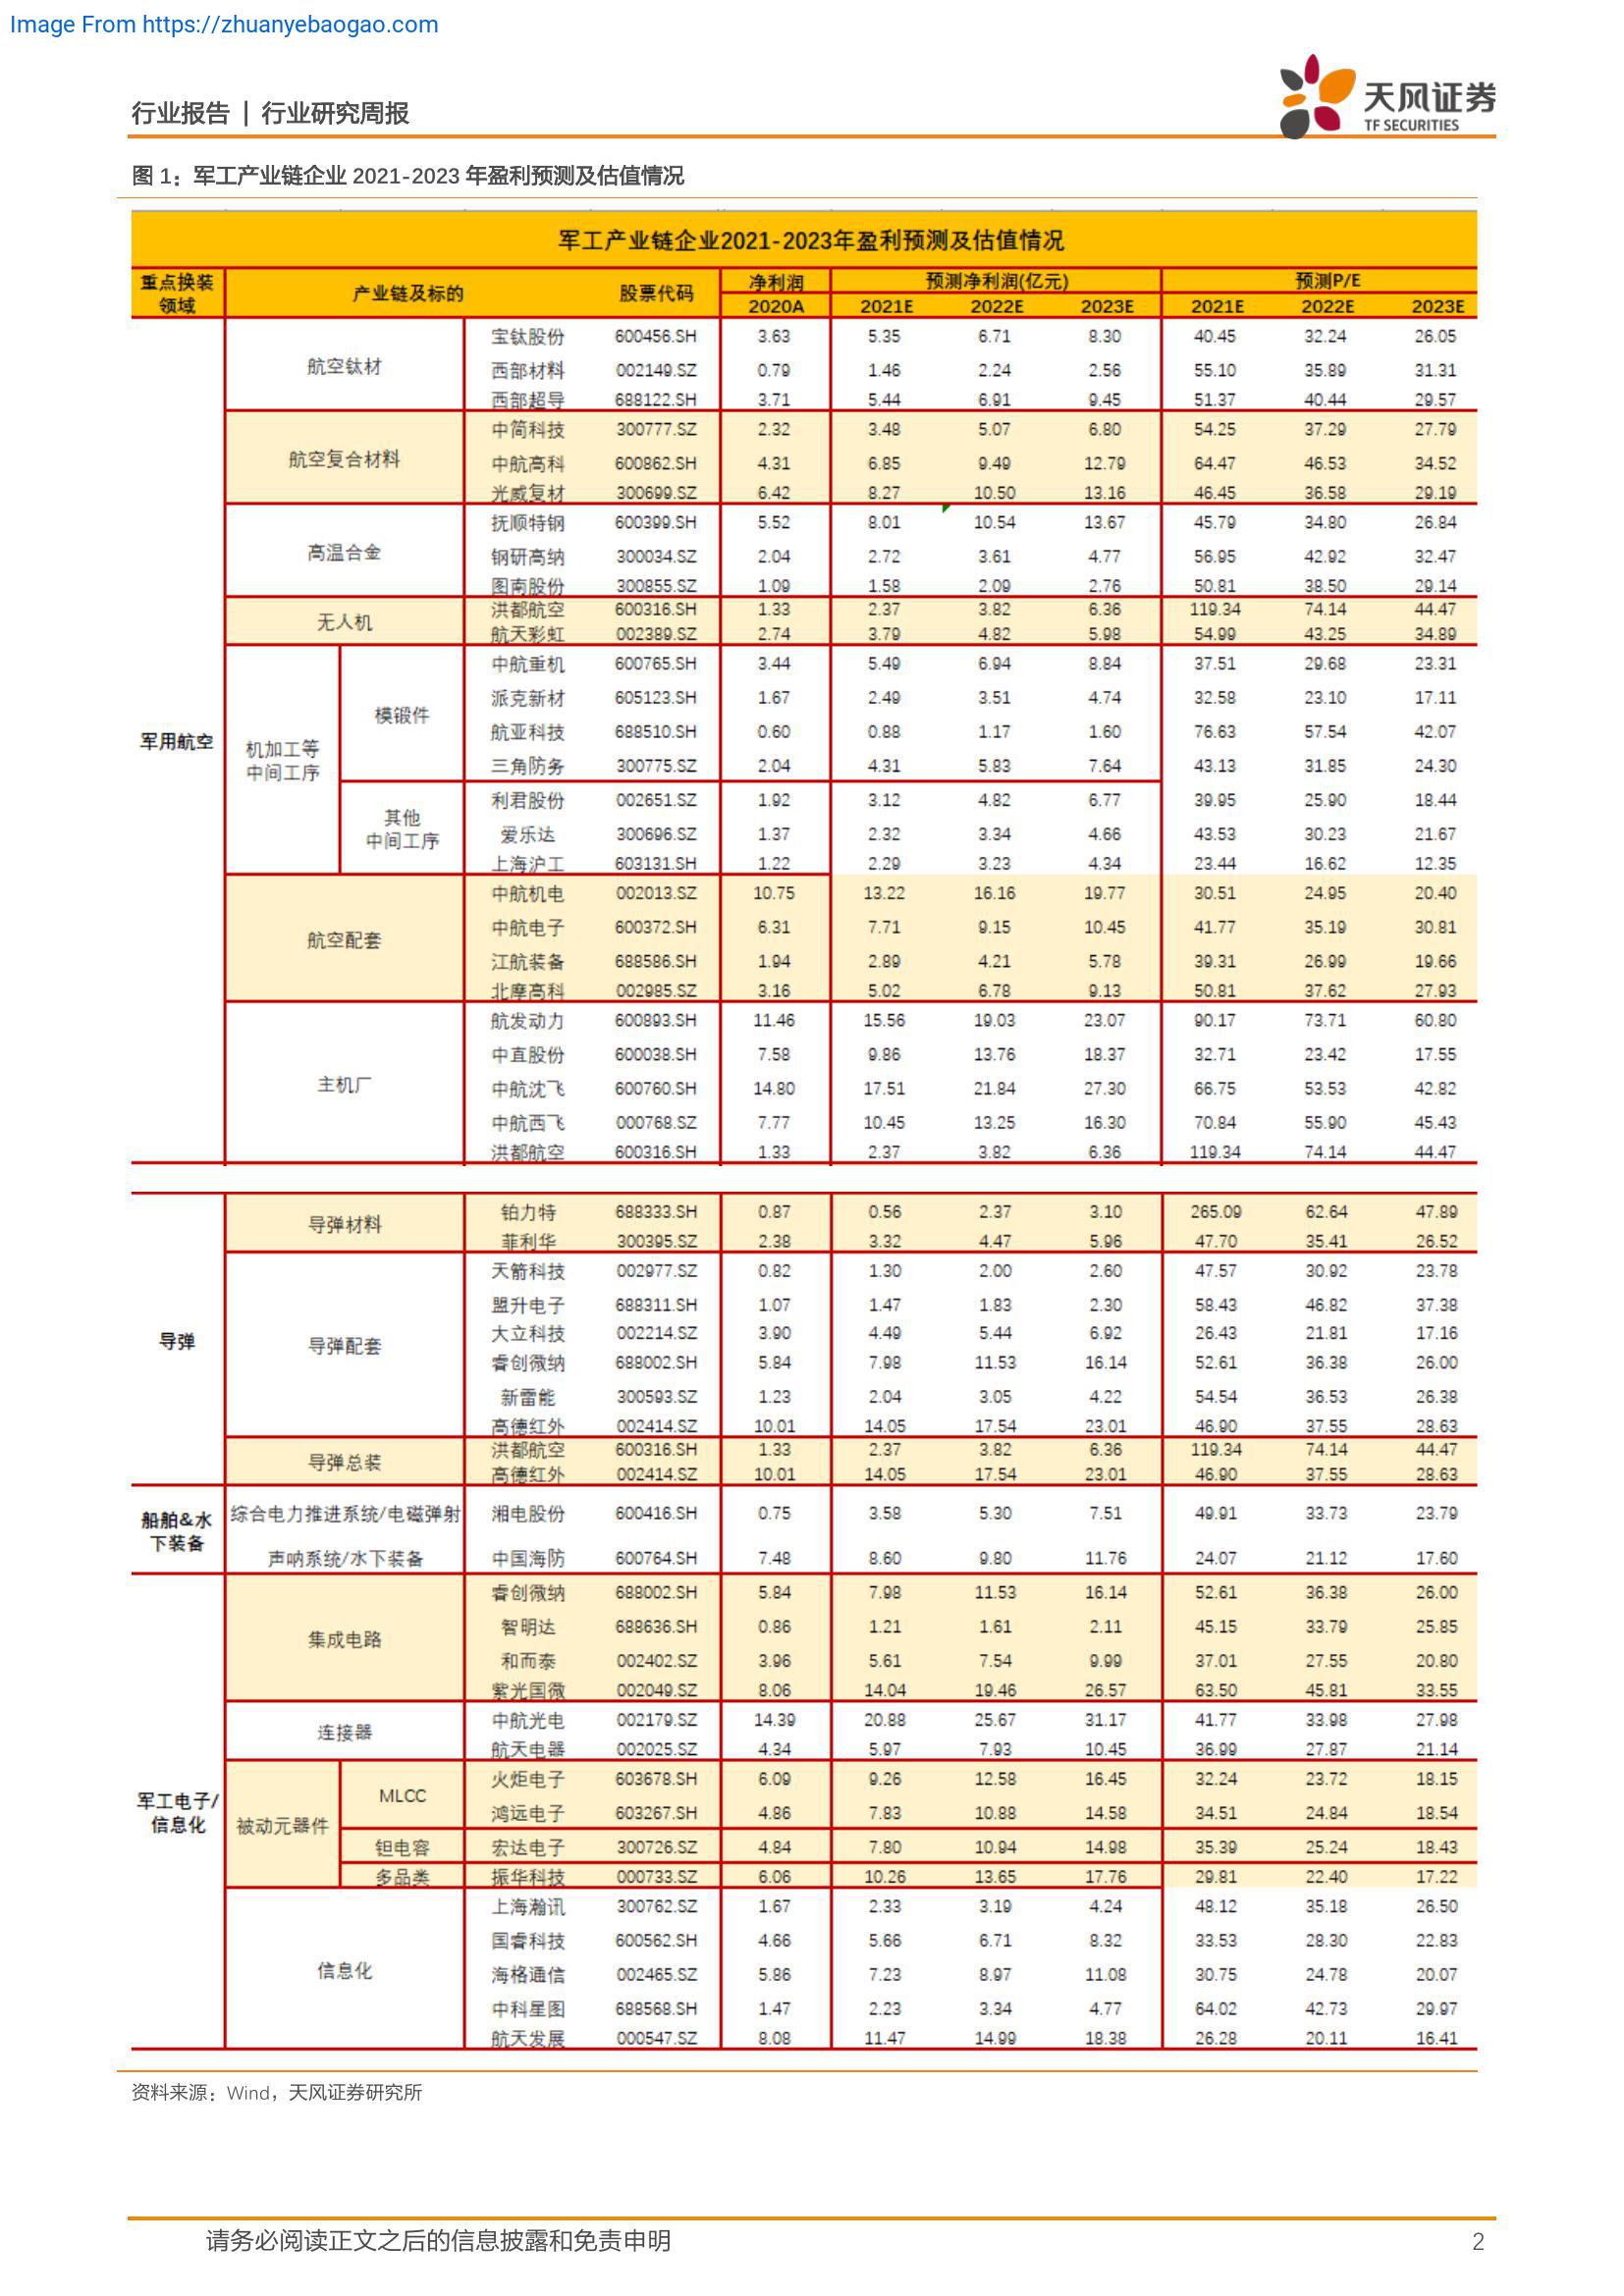 Image From https://zhuanyebaogao.com
行业报告 | 行业研究周报
天风证券
TF SECURITIES
图 1：军工产业链企业 2021-2023 年盈利预测及估值情况
军工产业链企业2021-2023年盈利预测及估值情况
重点换装领域 产业链及标的 股票代码 净利润 预测净利润(亿元) 预测P/E
2020A 2021E 2022E 2023E 2021E 2022E 2023E
军用航空
航空钛材
宝钛股份 600456.SH 3.63 5.35 6.71 8.30 40.45 32.24 26.05
西部材料 002149.SZ 0.79 1.46 2.24 2.56 55.10 35.89 31.31
西部超导 688122.SH 3.71 5.44 6.91 9.45 51.37 40.44 29.57
航空复合材料
中简科技 300777.SZ 2.32 3.48 5.07 6.80 54.25 37.29 27.79
中航高科 600862.SH 4.31 6.85 9.49 12.79 64.47 46.53 34.52
光威复材 300699.SZ 6.42 8.27 10.50 13.16 46.45 36.58 29.19
高温合金
抚顺特钢 600399.SH 5.52 8.01 10.54 13.67 45.79 34.80 26.84
钢研高纳 300034.SZ 2.04 2.72 3.61 4.77 56.95 42.92 32.47
图南股份 300855.SZ 1.09 1.58 2.09 2.76 50.81 38.50 29.14
无人机
洪都航空 600316.SH 1.33 2.37 3.82 6.36 119.34 74.14 44.47
航天彩虹 002389.SZ 2.74 3.79 4.82 5.98 54.99 43.25 34.89
机加工等中间工序
模锻件
中航重机 600765.SH 3.44 5.49 6.94 8.84 37.51 29.68 23.31
派克新材 605123.SH 1.67 2.49 3.51 4.74 32.58 23.10 17.11
航亚科技 688510.SH 0.60 0.88 1.17 1.60 76.63 57.54 42.07
三角防务 300775.SZ 2.04 4.31 5.83 7.64 43.13 31.85 24.30
其他中间工序
利君股份 002651.SZ 1.92 3.12 4.82 6.77 39.95 25.90 18.44
爱乐达 300696.SZ 1.37 2.32 3.34 4.66 43.53 30.23 21.67
上海沪工 603131.SH 1.22 2.29 3.23 4.34 23.44 16.62 12.35
航空配套
中航机电 002013.SZ 10.75 13.22 16.16 19.77 30.51 24.95 20.40
中航电子 600372.SH 6.31 7.71 9.15 10.45 41.77 35.19 30.81
江航装备 688586.SH 1.94 2.89 4.21 5.78 39.31 26.99 19.66
北摩高科 002985.SZ 3.16 5.02 6.78 9.13 50.81 37.62 27.93
主机厂
航发动力 600893.SH 11.46 15.56 19.03 23.07 90.17 73.71 60.80
中直股份 600038.SH 7.58 9.86 13.76 18.37 32.71 23.42 17.55
中航沈飞 600760.SH 14.80 17.51 21.84 27.30 66.75 53.53 42.82
中航西飞 000768.SZ 7.77 10.45 13.25 16.30 70.84 55.90 45.43
洪都航空 600316.SH 1.33 2.37 3.82 6.36 119.34 74.14 44.47
导弹
导弹材料
铂力特 688333.SH 0.87 0.56 2.37 3.10 265.09 62.64 47.89
菲利华 300395.SZ 2.38 3.32 4.47 5.96 47.70 35.41 26.52
导弹配套
天箭科技 002977.SZ 0.82 1.30 2.00 2.60 47.57 30.92 23.78
盟升电子 688311.SH 1.07 1.47 1.83 2.30 58.43 46.82 37.38
大立科技 002214.SZ 3.90 4.49 5.44 6.92 26.43 21.81 17.16
睿创微纳 688002.SH 5.84 7.98 11.53 16.14 52.61 36.38 26.00
新雷能 300593.SZ 1.23 2.04 3.05 4.22 54.54 36.53 26.38
高德红外 002414.SZ 10.01 14.05 17.54 23.01 46.90 37.55 28.63
导弹总装
洪都航空 600316.SH 1.33 2.37 3.82 6.36 119.34 74.14 44.47
高德红外 002414.SZ 10.01 14.05 17.54 23.01 46.90 37.55 28.63
船舶&水下装备
综合电力推进系统/电磁弹射 湘电股份 600416.SH 0.75 3.58 5.30 7.51 49.91 33.73 23.79
声呐系统/水下装备 中国海防 600764.SH 7.48 8.60 9.80 11.76 24.07 21.12 17.60
军工电子/信息化
集成电路
睿创微纳 688002.SH 5.84 7.98 11.53 16.14 52.61 36.38 26.00
智明达 688636.SH 0.86 1.21 1.61 2.11 45.15 33.79 25.85
和而泰 002402.SZ 3.96 5.61 7.54 9.99 37.01 27.55 20.80
紫光国微 002049.SZ 8.06 14.04 19.46 26.57 63.50 45.81 33.55
连接器
中航光电 002179.SZ 14.39 20.88 25.67 31.17 41.77 33.98 27.98
航天电器 002025.SZ 4.34 5.97 7.93 10.45 36.99 27.87 21.14
被动元器件
MLCC
火炬电子 603678.SH 6.09 9.26 12.58 16.45 32.24 23.72 18.15
鸿远电子 603267.SH 4.86 7.83 10.88 14.58 34.51 24.84 18.54
钽电容 宏达电子 300726.SZ 4.84 7.80 10.94 14.98 35.39 25.24 18.43
多品类 振华科技 000733.SZ 6.06 10.26 13.65 17.76 29.81 22.40 17.22
信息化
上海瀚讯 300762.SZ 1.67 2.33 3.19 4.24 48.12 35.18 26.50
国睿科技 600562.SH 4.66 5.66 6.71 8.32 33.53 28.30 22.83
海格通信 002465.SZ 5.86 7.23 8.97 11.08 30.75 24.78 20.07
中科星图 688568.SH 1.47 2.23 3.34 4.77 64.02 42.73 29.97
航天发展 000547.SZ 8.08 11.47 14.99 18.38 26.28 20.11 16.41
资料来源：Wind，天风证券研究所
请务必阅读正文之后的信息披露和免责申明
2